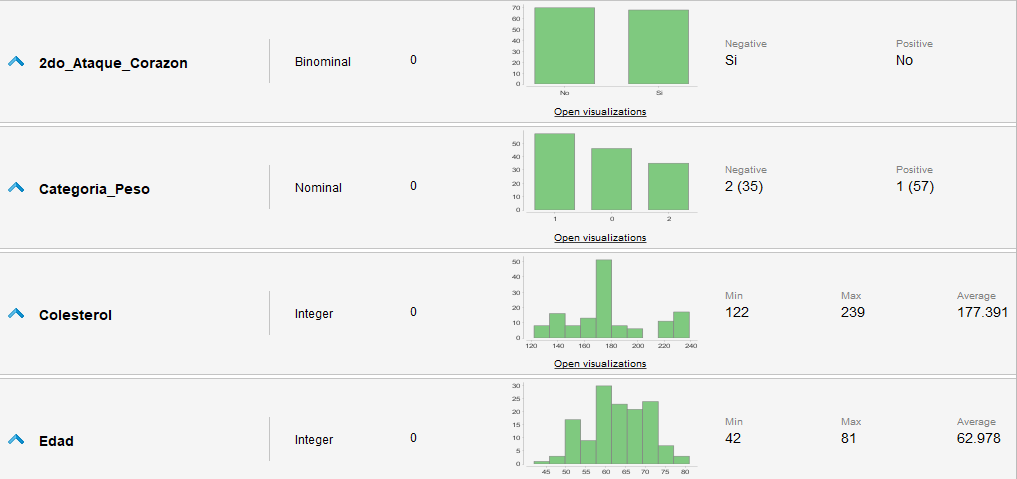 70
60
50
40
30
20
10
0
No Si
2do_Ataque_Corazon Binominal 0
Negative Positive
Si No
Open visualizations
50
40
30
20
10
0
1 0 2
Categoria_Peso Nominal 0
Negative Positive
2 (35) 1 (57)
Open visualizations
50
40
30
20
10
0
120 140 160 180 200 220 240
Colesterol Integer 0
Min Max Average
122 239 177.391
Open visualizations
30
25
20
15
10
5
0
45 50 55 60 65 70 75 80
Edad Integer 0
Min Max Average
42 81 62.978